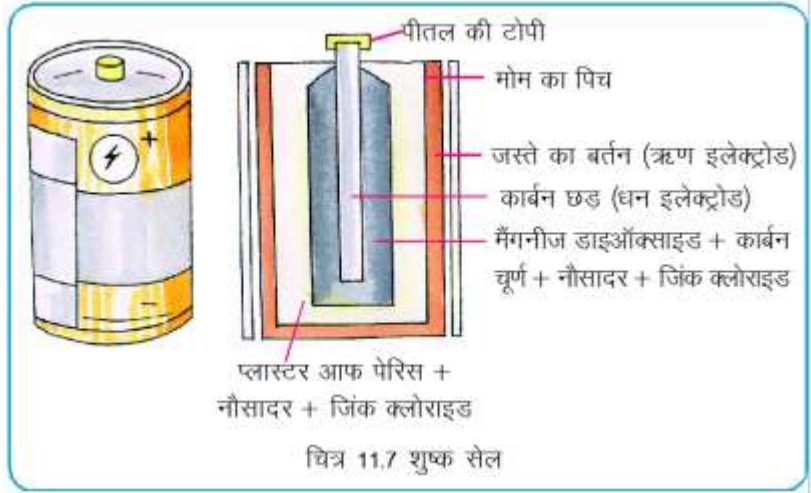 पीतल की टोपी
मोम का पिच
जस्ते का बर्तन (ऋण इलेक्ट्रोड)
कार्बन छड़ (धन इलेक्ट्रोड)
मैंगनीज डाइऑक्साइड + कार्बन
चूर्ण + नौसादर + जिंक क्लोराइड
प्लास्टर आफ पेरिस +
नौसादर + जिंक क्लोराइड
चित्र 11.7 शुष्क सेल
+
−